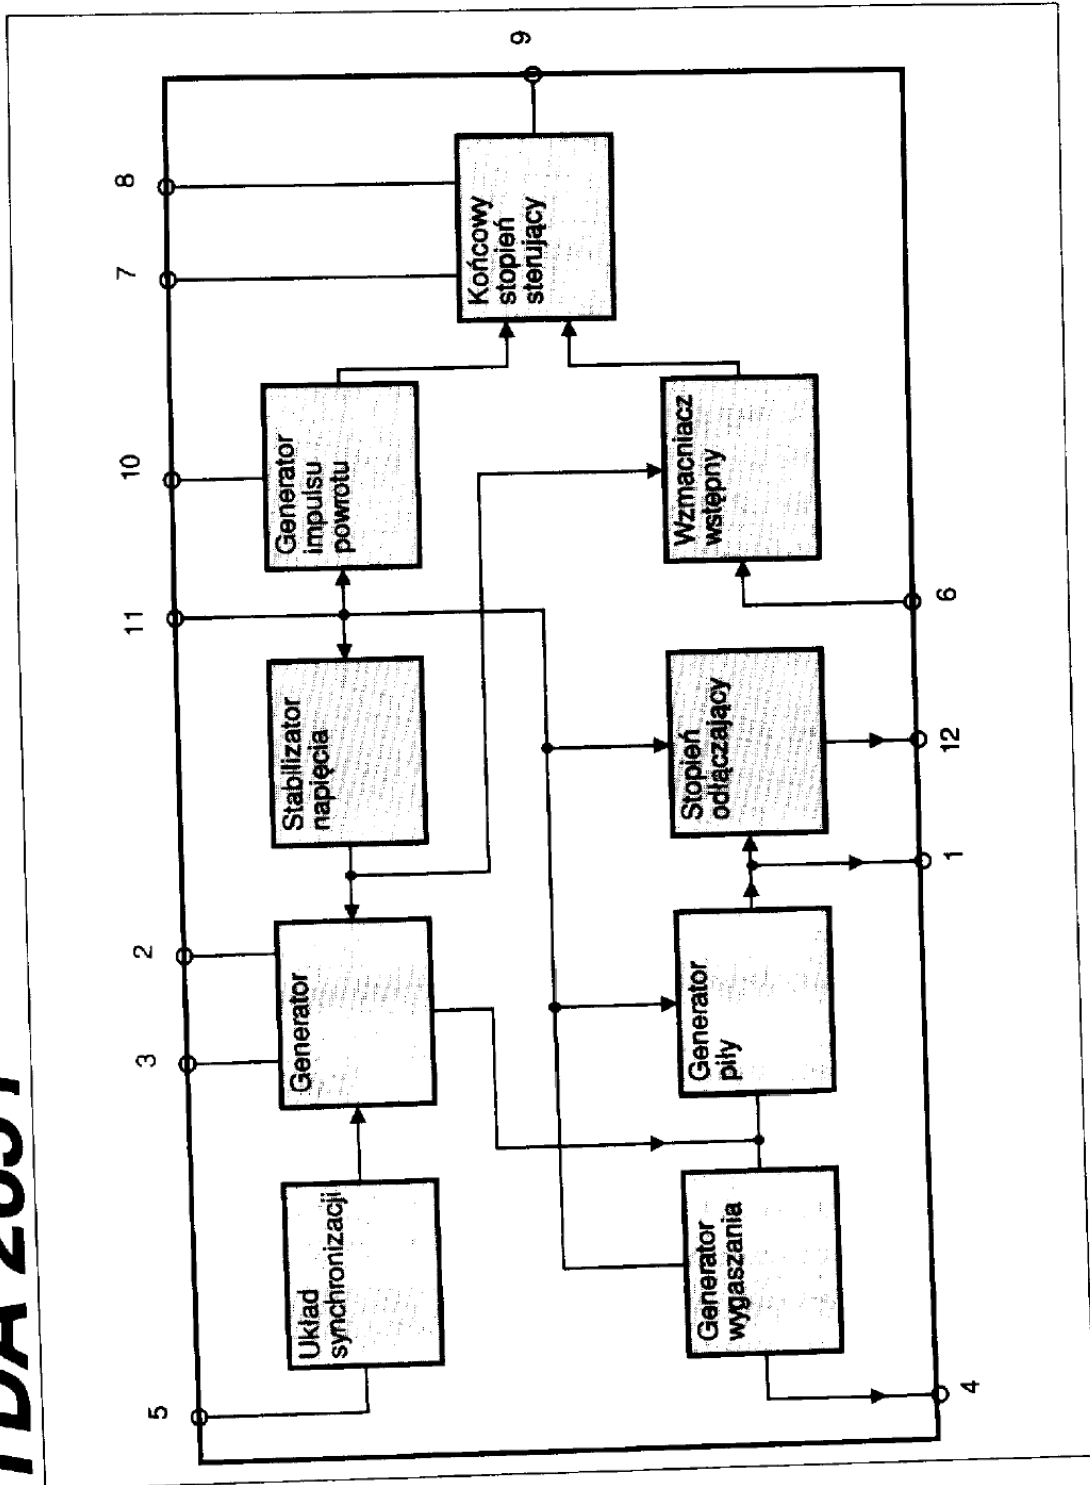 5
3
2
11
10
7
8
Układ
synchronizacji
Generator
Stabilizator
napięcia
Generator
impulsu
powrotu
Końcowy
stopień
sterujący
9
Generator
wygaszania
Generator
piły
Stopień
odłączający
Wzmacniacz
wstępny
4
1
12
6